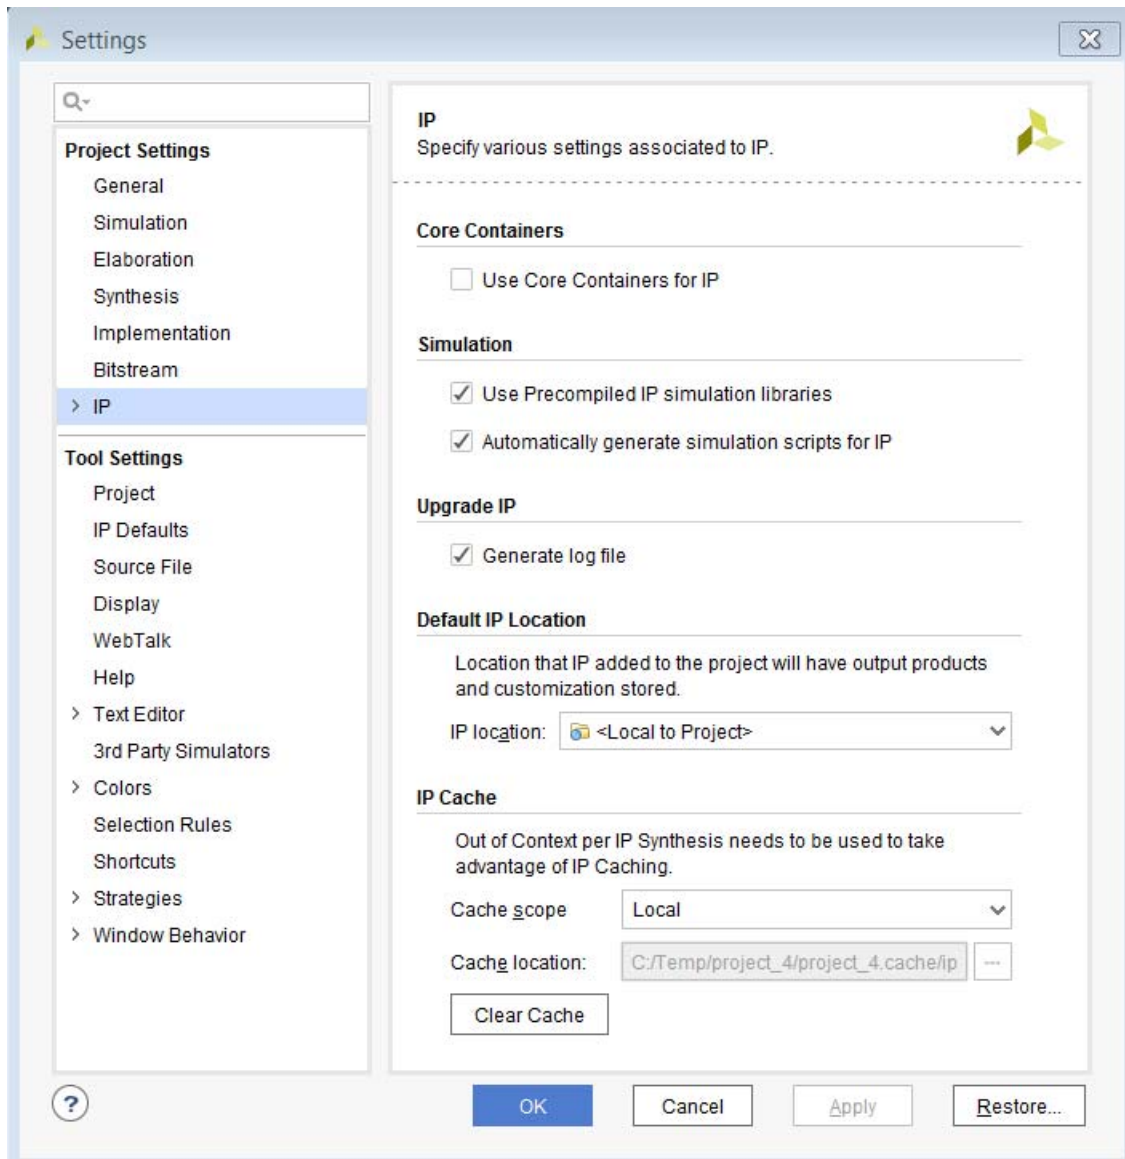 Settings
Project Settings
General
Simulation
Elaboration
Synthesis
Implementation
Bitstream
IP
Tool Settings
Project
IP Defaults
Source File
Display
WebTalk
Help
Text Editor
3rd Party Simulators
Colors
Selection Rules
Shortcuts
Strategies
Window Behavior
IP
Specify various settings associated to IP.
Core Containers
Use Core Containers for IP
Simulation
Use Precompiled IP simulation libraries
Automatically generate simulation scripts for IP
Upgrade IP
Generate log file
Default IP Location
Location that IP added to the project will have output products
and customization stored.
IP location: <Local to Project>
IP Cache
Out of Context per IP Synthesis needs to be used to take
advantage of IP Caching.
Cache scope Local
Cache location: C:/Temp/project_4/project_4.cache/ip ...
Clear Cache
? OK Cancel Apply Restore...